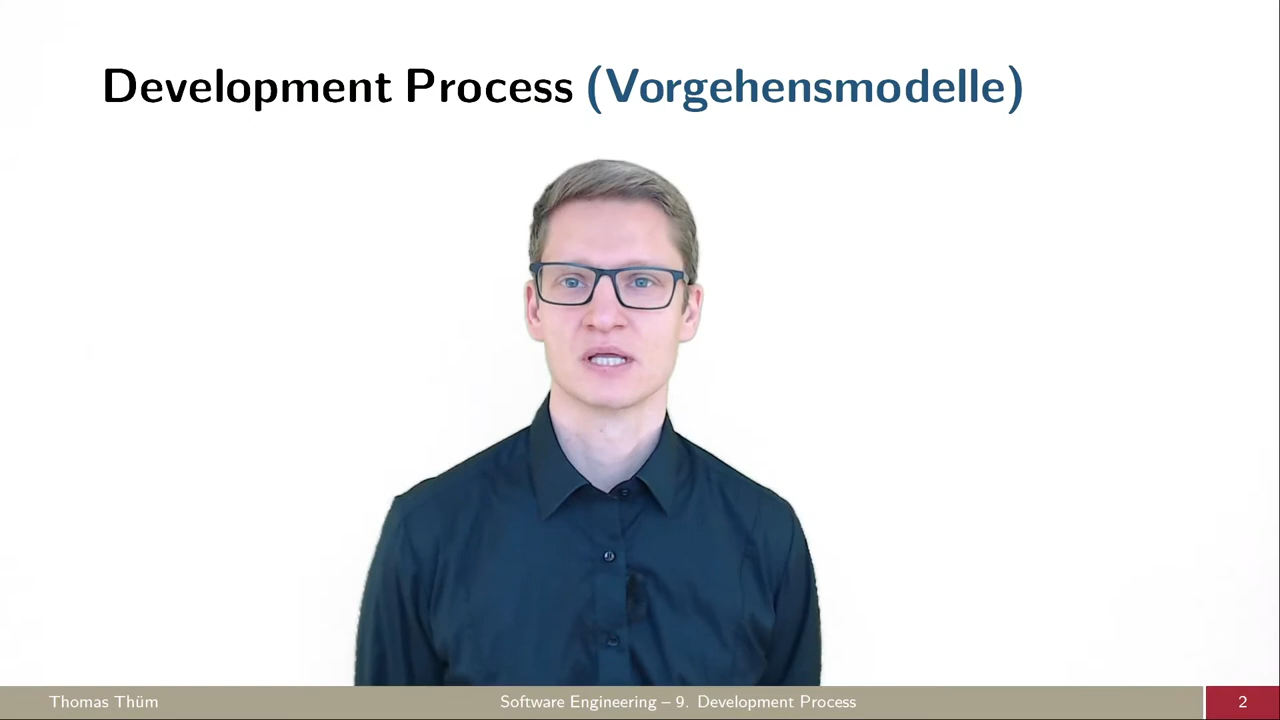 Development Process (Vorgehensmodelle)
Thomas Thüm
Software Engineering – 9. Development Process
2